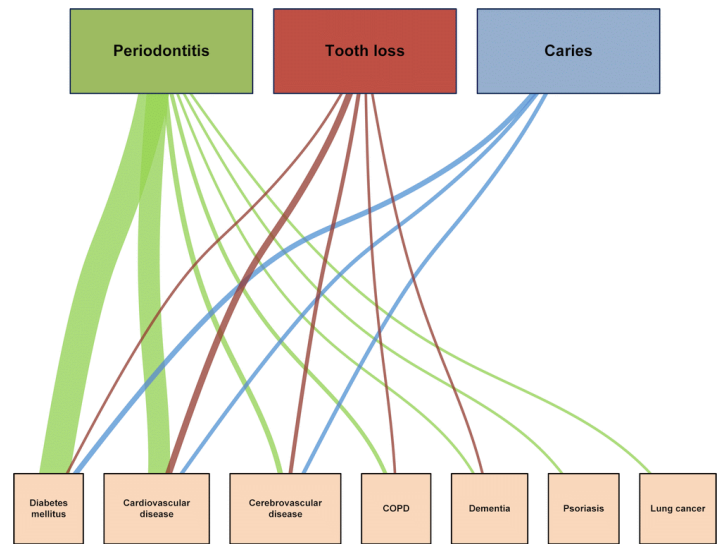 Periodontitis
Tooth loss
Caries
Diabetes
mellitus
Cardiovascular
disease
Cerebrovascular
disease
COPD
Dementia
Psoriasis
Lung cancer